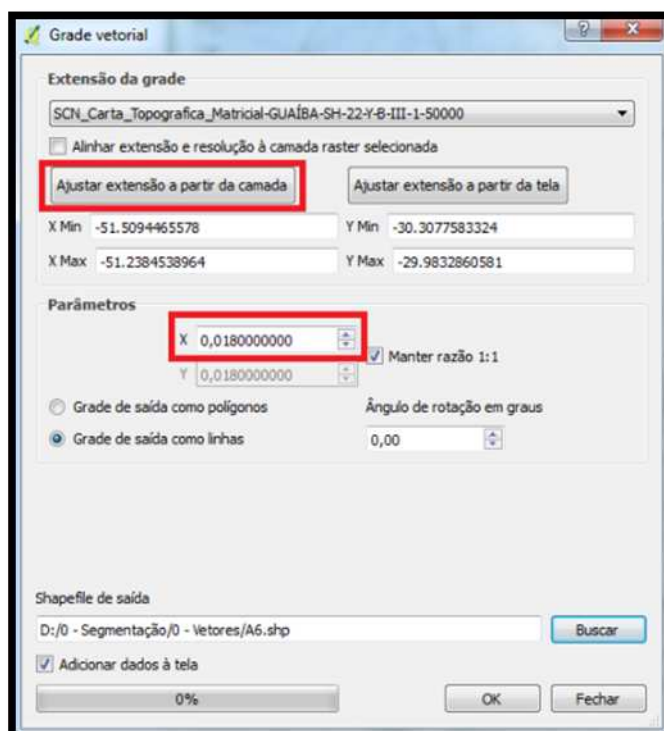 Grade vetorial
Extensão da grade
SCN_Carta_Topografica_Matricial-GUAÍBA-SH-22-Y-B-III-1-50000
Alinhar extensão e resolução à camada raster selecionada
Ajustar extensão a partir da camada Ajustar extensão a partir da tela
X Min -51.5094465578 Y Min -30.3077583324
X Max -51.2384538964 Y Max -29.9832860581
Parâmetros
X 0,0180000000
Manter razão 1:1
Y 0,0180000000
Grade de saída como polígonos Ângulo de rotação em graus
Grade de saída como linhas 0,00
Shapefile de saída
D:/0 - Segmentação/0 - Vetores/A6.shp Buscar
Adicionar dados à tela
0% OK Fechar